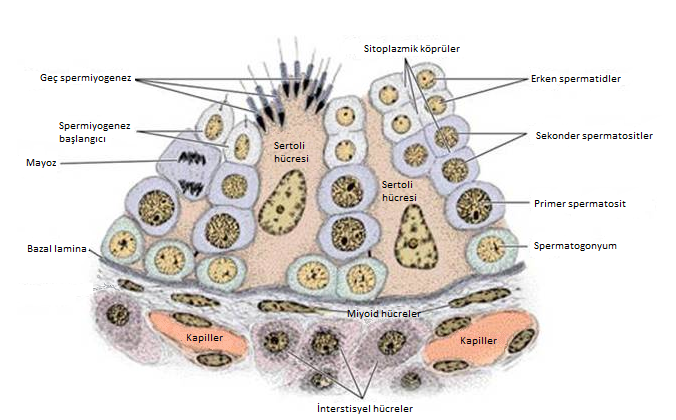 Sitoplazmik köprüler
Geç spermiyogenez
Erken spermatidler
Spermiyogenez
başlangıcı
Sekonder spermatositler
Mayoz
Sertoli
hücresi
Sertoli
hücresi
Primer spermatosit
Bazal lamina
Spermatogonyum
Miyoid hücreler
Kapiller
Kapiller
İnterstisyel hücreler